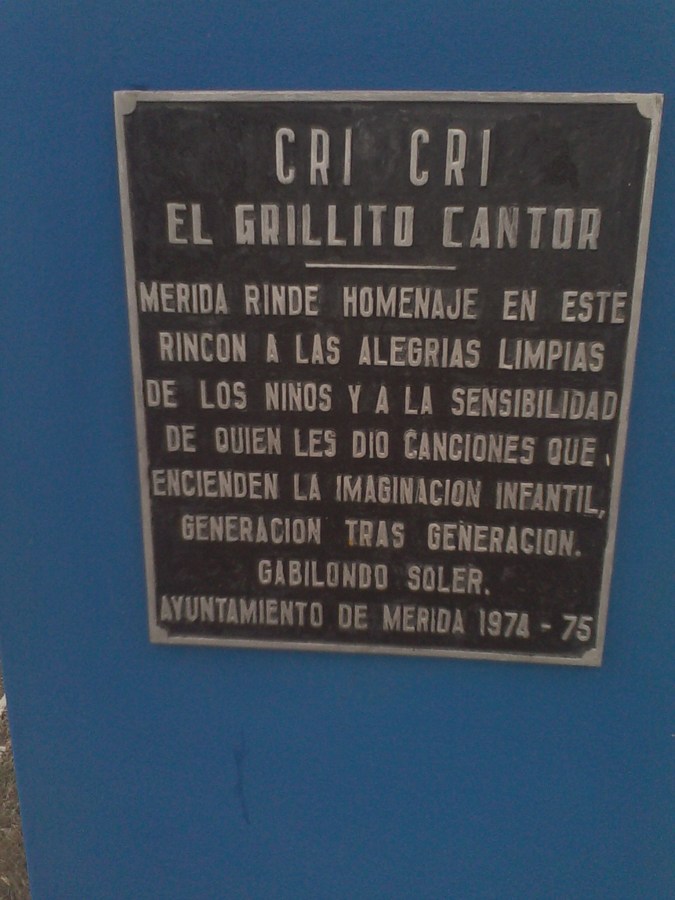 CRI CRI
EL GRILLITO CANTOR
MERIDA RINDE HOMENAJE EN ESTE
RINCON A LAS ALEGRIAS LIMPIAS
DE LOS NIÑOS Y A LA SENSIBILIDAD
DE QUIEN LES DIO CANCIONES QUE
ENCIENDEN LA IMAGINACION INFANTIL,
GENERACION TRAS GENERACION.
GABILONDO SOLER.
AYUNTAMIENTO DE MERIDA 1974 - 75